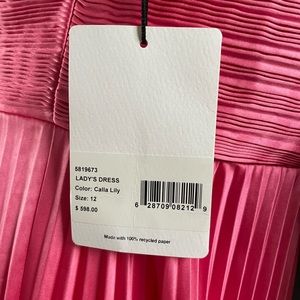 5819673
LADY'S DRESS
Color: Calla Lily
Size: 12
$ 598.00
6 28709 08212 9
Made with 100% recycled paper